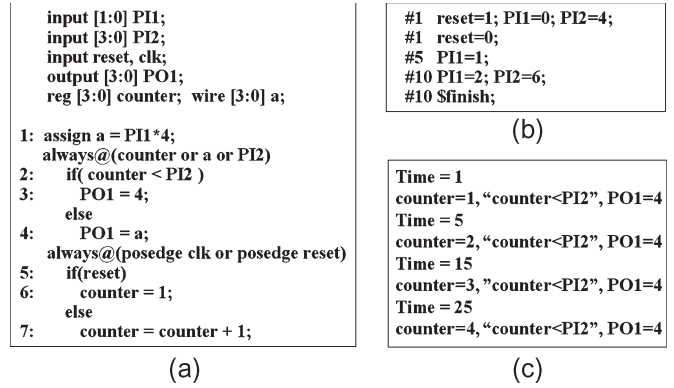 input [1:0] PI1;
input [3:0] PI2;
input reset, clk;
output [3:0] PO1;
reg [3:0] counter; wire [3:0] a;
1: assign a = PI1*4;
always@(counter or a or PI2)
2: if( counter < PI2 )
3: PO1 = 4;
else
4: PO1 = a;
always@(posedge clk or posedge reset)
5: if(reset)
6: counter = 1;
else
7: counter = counter + 1;
(a)
#1 reset=1; PI1=0; PI2=4;
#1 reset=0;
#5 PI1=1;
#10 PI1=2; PI2=6;
#10 $finish;
(b)
Time = 1
counter=1, “counter<PI2”, PO1=4
Time = 5
counter=2, “counter<PI2”, PO1=4
Time = 15
counter=3, “counter<PI2”, PO1=4
Time = 25
counter=4, “counter<PI2”, PO1=4
(c)